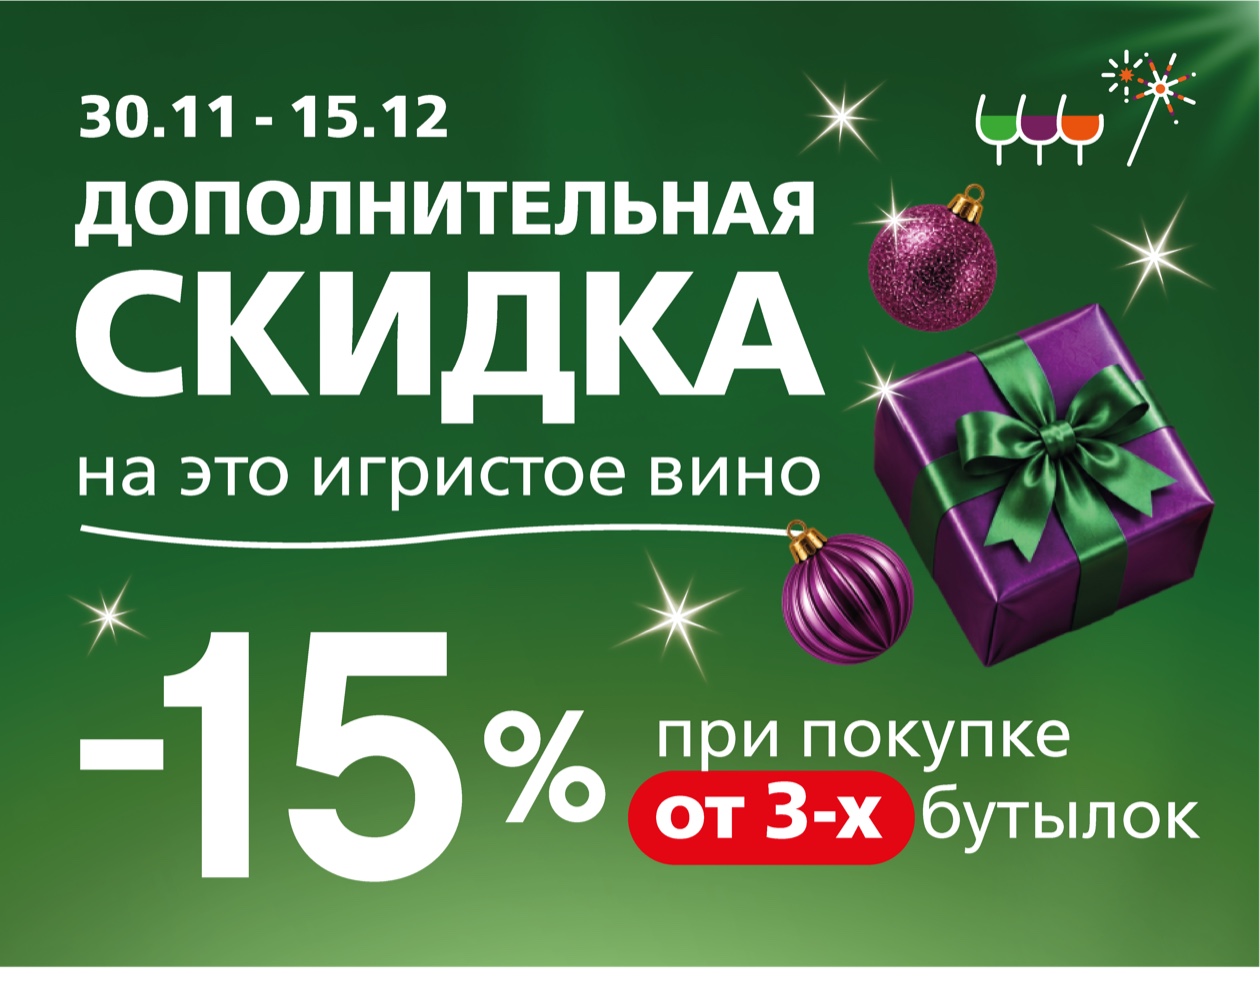 30.11 - 15.12
ДОПОЛНИТЕЛЬНАЯ
СКИДКА
на это игристое вино
-15%
при покупке
от 3-х бутылок